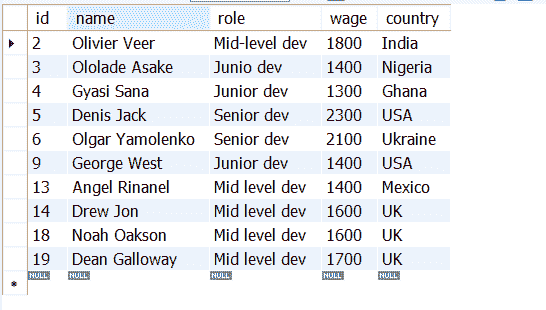 id name role wage country
2 Olivier Veer Mid-level dev 1800 India
3 Ololade Asake Junio dev 1400 Nigeria
4 Gyasi Sana Junior dev 1300 Ghana
5 Denis Jack Senior dev 2300 USA
6 Olgar Yamolenko Senior dev 2100 Ukraine
9 George West Junior dev 1400 USA
13 Angel Rinanel Mid level dev 1400 Mexico
14 Drew Jon Mid level dev 1600 UK
18 Noah Oakson Mid level dev 1600 UK
19 Dean Galloway Mid level dev 1700 UK
NULL NULL NULL NULL NULL